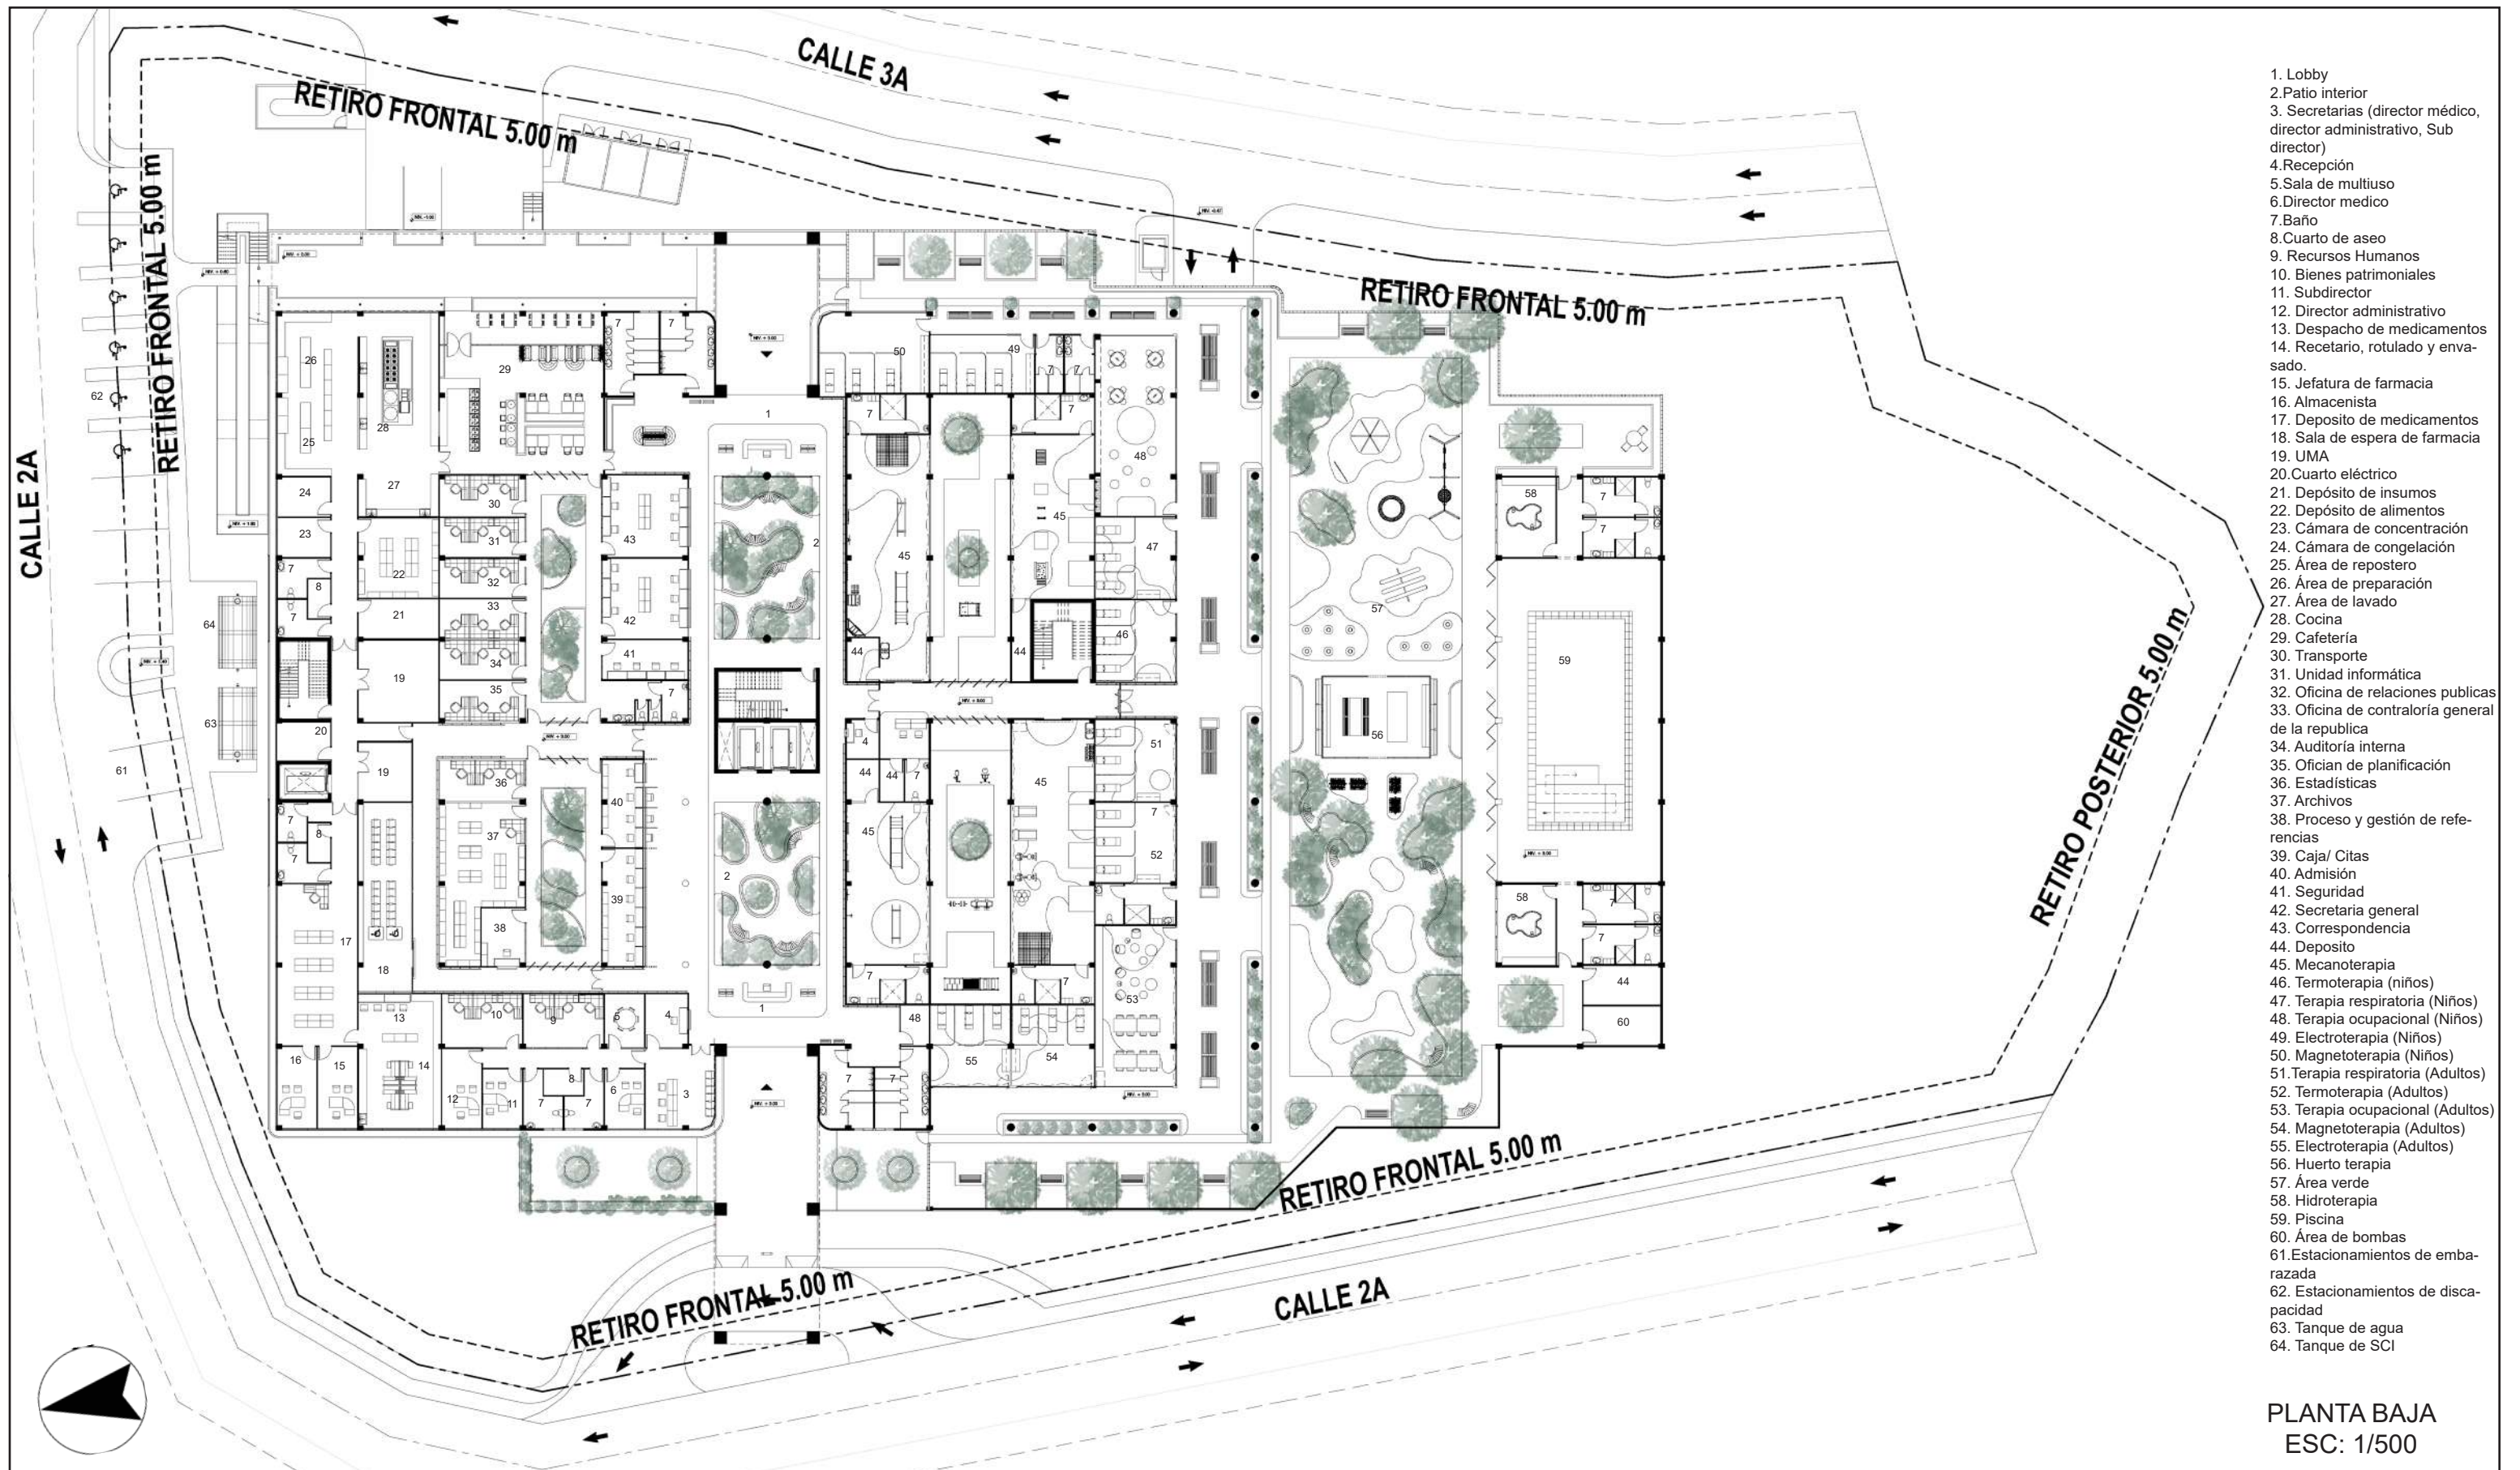 CALLE 3A
RETIRO FRONTAL 5.00 m
RETIRO FRONTAL 5.00 m
RETIRO FRONTAL 5.00 m
CALLE 2A
RETIRO POSTERIOR 5.00 m
RETIRO FRONTAL 5.00 m
RETIRO FRONTAL 5.00 m
CALLE 2A
1. Lobby
2.Patio interior
3. Secretarias (director médico,
director administrativo, Sub
director)
4.Recepción
5.Sala de multiuso
6.Director medico
7.Baño
8.Cuarto de aseo
9. Recursos Humanos
10. Bienes patrimoniales
11. Subdirector
12. Director administrativo
13. Despacho de medicamentos
14. Recetario, rotulado y enva-
sado.
15. Jefatura de farmacia
16. Almacenista
17. Deposito de medicamentos
18. Sala de espera de farmacia
19. UMA
20.Cuarto eléctrico
21. Depósito de insumos
22. Depósito de alimentos
23. Cámara de concentración
24. Cámara de congelación
25. Área de repostero
26. Área de preparación
27. Área de lavado
28. Cocina
29. Cafetería
30. Transporte
31. Unidad informática
32. Oficina de relaciones publicas
33. Oficina de contraloría general
de la republica
34. Auditoría interna
35. Ofician de planificación
36. Estadísticas
37. Archivos
38. Proceso y gestión de refe-
rencias
39. Caja/ Citas
40. Admisión
41. Seguridad
42. Secretaria general
43. Correspondencia
44. Deposito
45. Mecanoterapia
46. Termoterapia (niños)
47. Terapia respiratoria (Niños)
48. Terapia ocupacional (Niños)
49. Electroterapia (Niños)
50. Magnetoterapia (Niños)
51.Terapia respiratoria (Adultos)
52. Termoterapia (Adultos)
53. Terapia ocupacional (Adultos)
54. Magnetoterapia (Adultos)
55. Electroterapia (Adultos)
56. Huerto terapia
57. Área verde
58. Hidroterapia
59. Piscina
60. Área de bombas
61.Estacionamientos de emba-
razada
62. Estacionamientos de disca-
pacidad
63. Tanque de agua
64. Tanque de SCI
PLANTA BAJA
ESC: 1/500